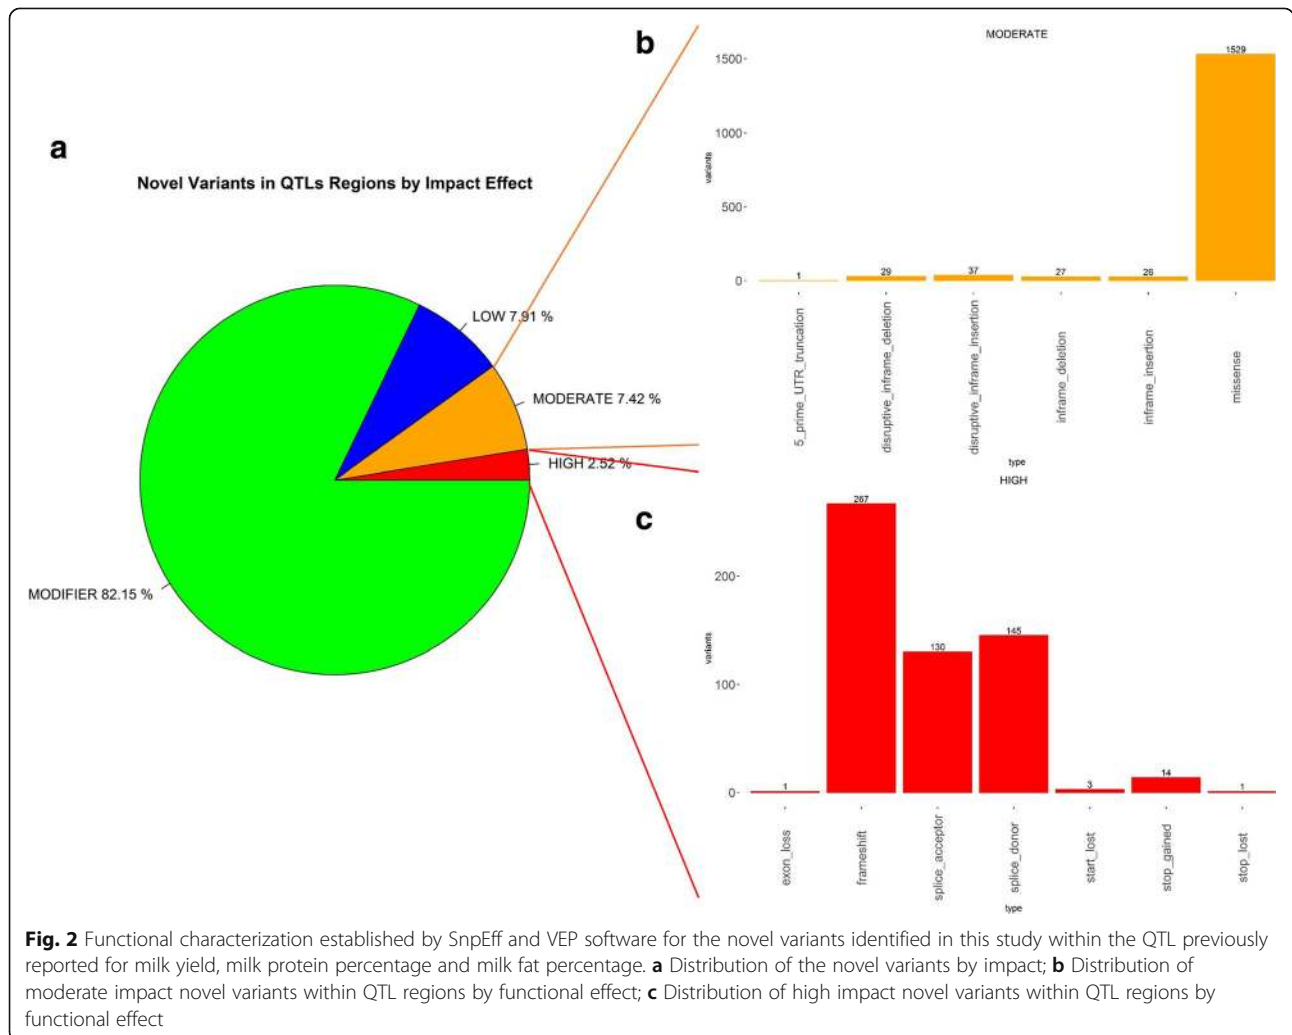 a
Novel Variants in QTLs Regions by Impact Effect
LOW 7.91 %
MODERATE 7.42 %
HIGH 2.52 %
MODIFIER 82.15 %
b
MODERATE
variants
1500
1000
500
0
1
29
37
27
26
1529
5_prime_UTR_truncation
disruptive_inframe_deletion
disruptive_inframe_insertion
inframe_deletion
inframe_insertion
missense
type
c
HIGH
variants
200
100
0
1
267
130
145
3
14
1
exon_loss
frameshift
splice_acceptor
splice_donor
start_lost
stop_gained
stop_lost
type
Fig. 2 Functional characterization established by SnpEff and VEP software for the novel variants identified in this study within the QTL previously
reported for milk yield, milk protein percentage and milk fat percentage. a Distribution of the novel variants by impact; b Distribution of
moderate impact novel variants within QTL regions by functional effect; c Distribution of high impact novel variants within QTL regions by
functional effect